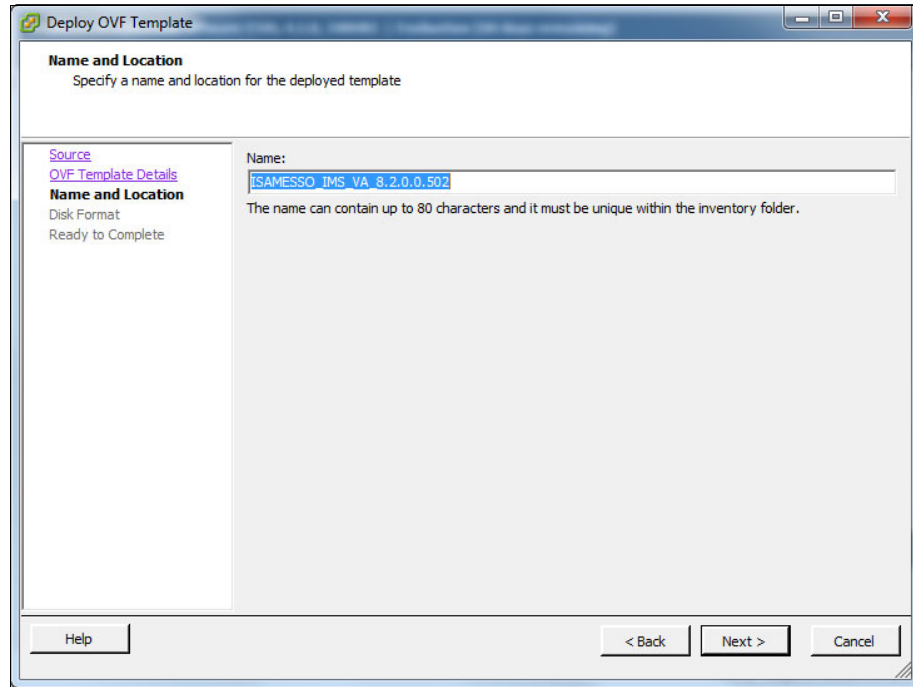 Deploy OVF Template
Name and Location
Specify a name and location for the deployed template
Source
OVF Template Details
Name and Location
Disk Format
Ready to Complete
Name:
ISAMESSO_IMS_VA_8.2.0.0.502
The name can contain up to 80 characters and it must be unique within the inventory folder.
Help
< Back
Next >
Cancel